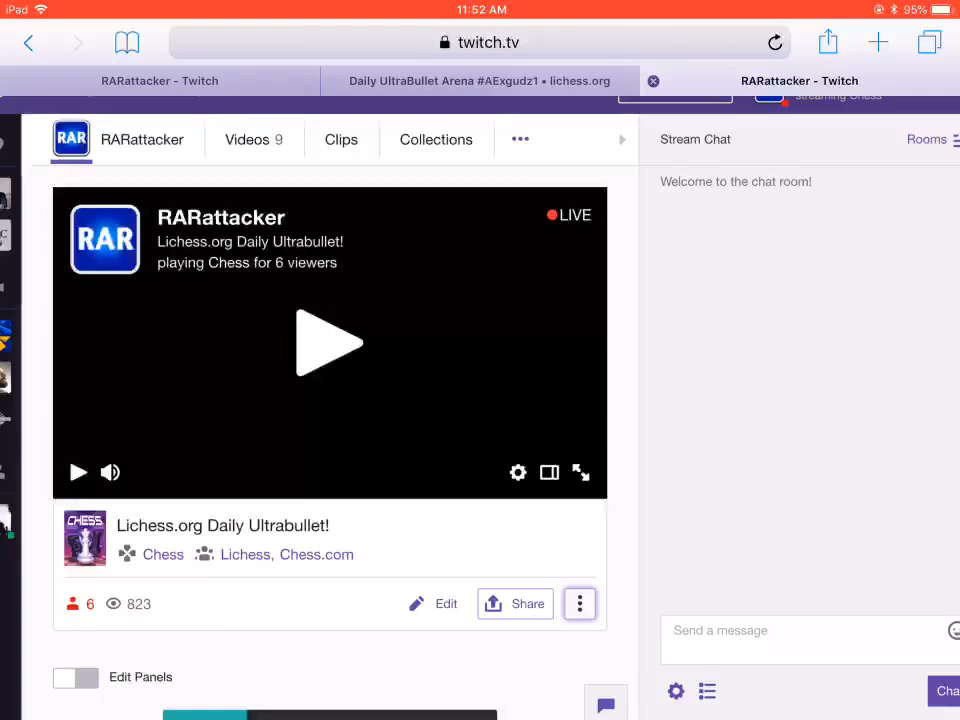 iPad 11:52 AM 95%
twitch.tv
RARattacker - Twitch Daily UltraBullet Arena #AExgudz1 • lichess.org RARattacker - Twitch
streaming Chess
RAR RARattacker Videos 9 Clips Collections ••• Stream Chat Rooms
Welcome to the chat room!
RAR RARattacker LIVE
Lichess.org Daily Ultrabullet!
playing Chess for 6 viewers
CHESS Lichess.org Daily Ultrabullet!
Chess Lichess, Chess.com
6 823 Edit Share
Send a message
Edit Panels
Cha